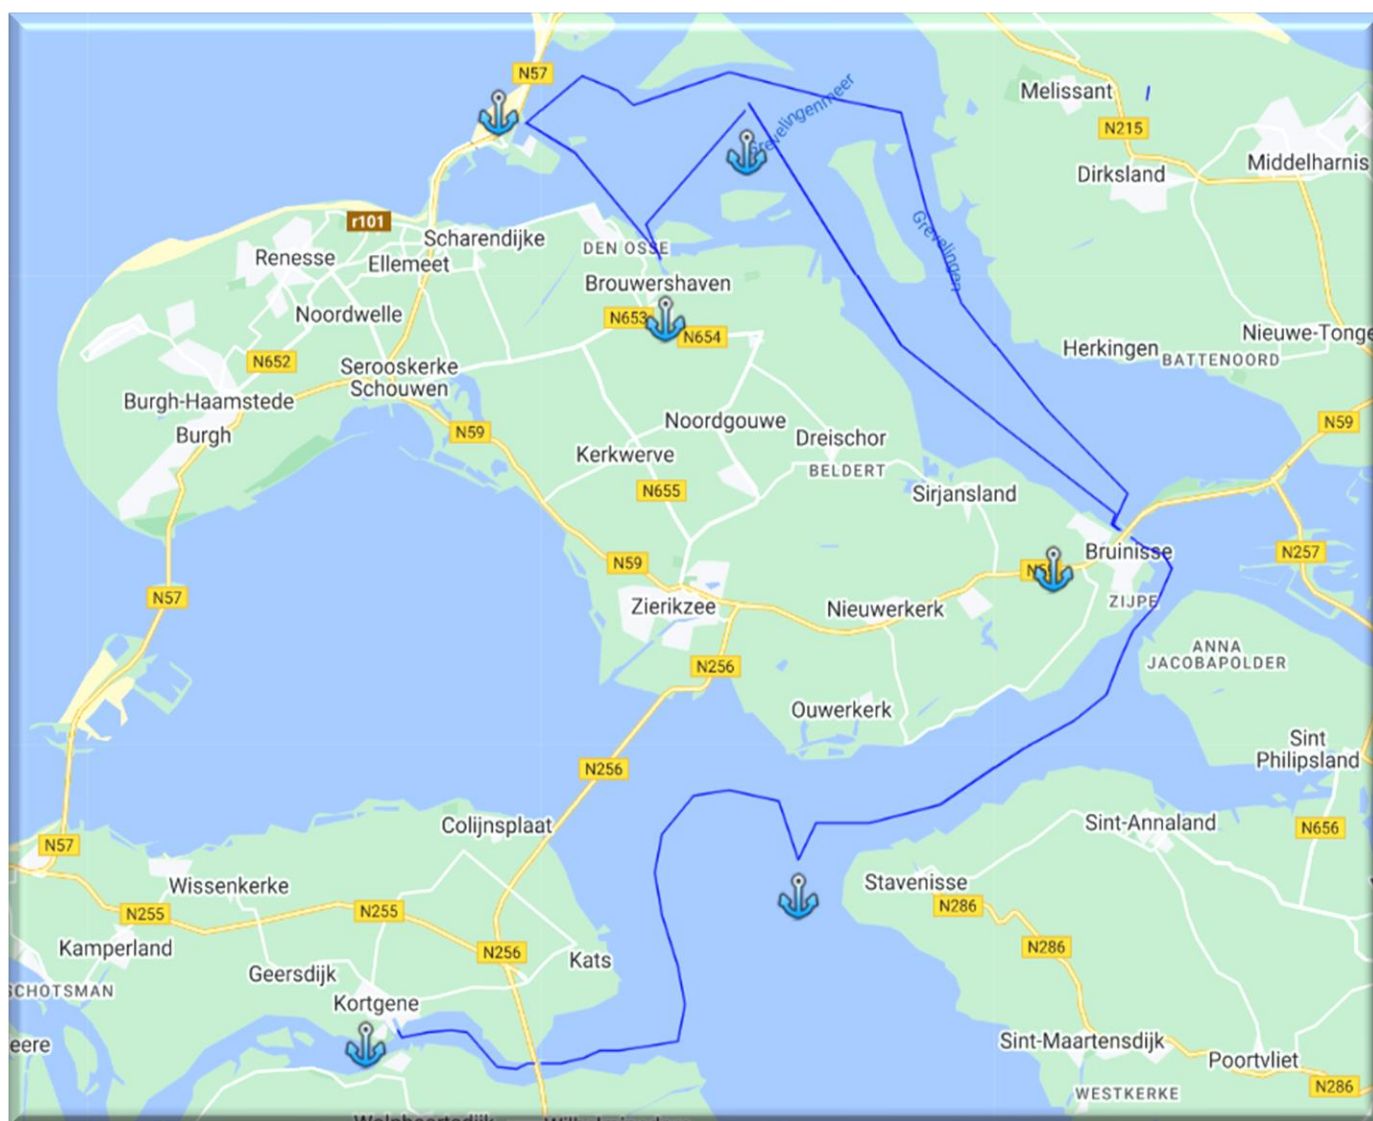 N57
Melissant
Grevelingenmeer
N215
Middelharnis
Dirksland
r101
Scharendijke
DEN OSSE
Grevelingen
Renesse
Ellemeet
Brouwershaven
Noordwelle
N653
N654
Nieuwe-Tonge
Herkingen
BATTENOORD
N652
Serooskerke
Schouwen
Burgh-Haamstede
Noordgouwe
N59
Burgh
N59
Dreischor
Kerkwerve
BELDERT
N655
Sirjansland
Bruinisse
N257
N59
N57
Zierikzee
Nieuwerkerk
ZIJPE
ANNA
JACOBAPOLDER
N256
Ouwerkerk
Sint
Philipsland
N256
Colijnsplaat
Sint-Annaland
N656
N57
Wissenkerke
Stavenisse
N286
N255
N255
Kamperland
N256
N286
Kats
Geersdijk
SCHOTSMAN
Kortgene
eere
Sint-Maartensdijk
Poortvliet
N286
WESTKERKE